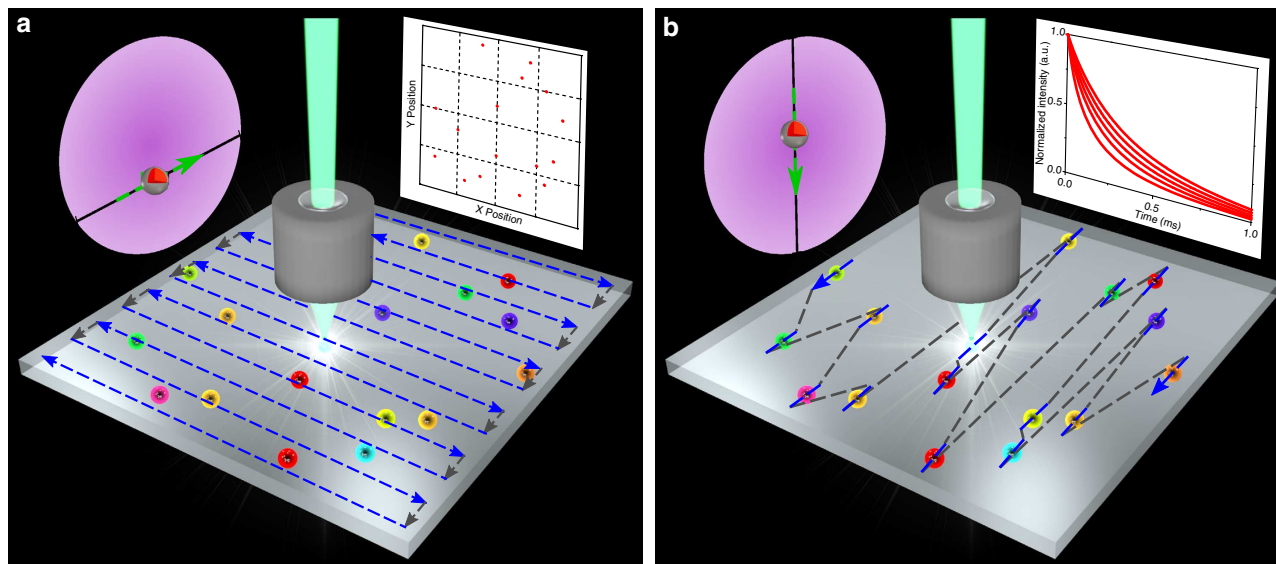 a
Y Position
X Position
b
Normalized intensity (a.u.)
1.0
0.5
0.0
0.0
0.5
1.0
Time (ms)